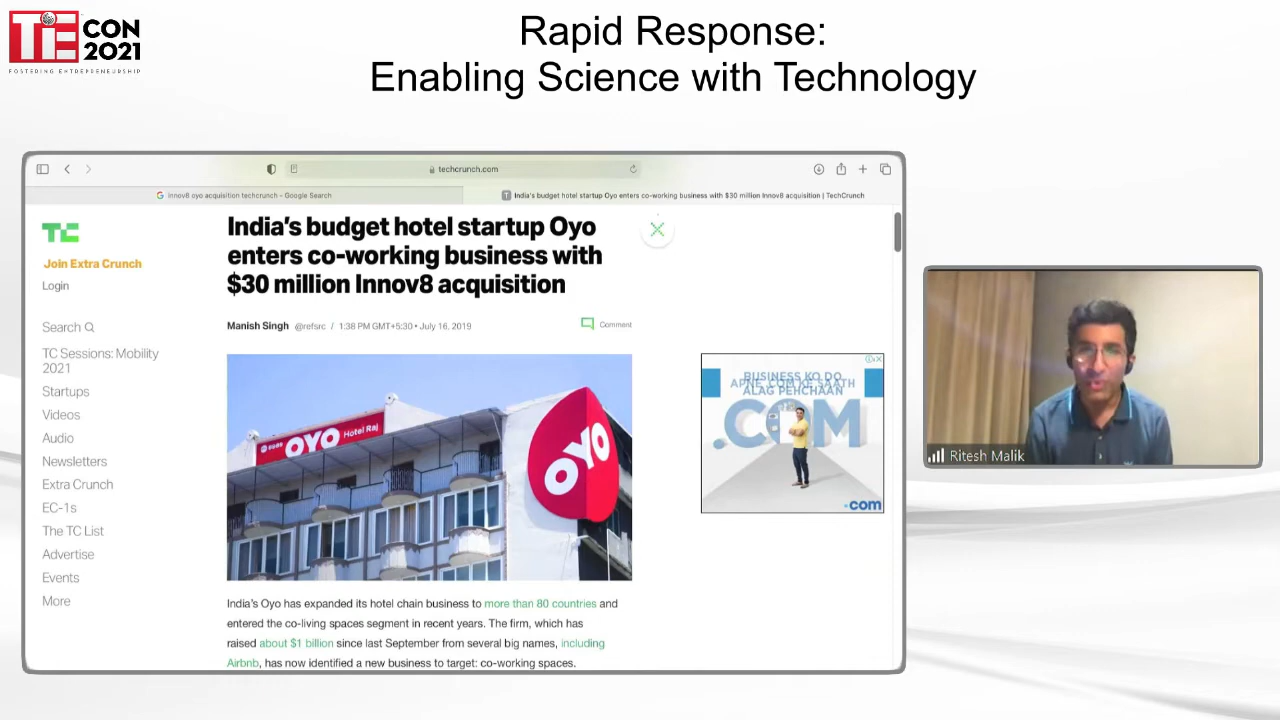 TiE CON 2021
FOSTERING ENTREPRENEURSHIP
Rapid Response:
Enabling Science with Technology
techcrunch.com
innov8 oyo acquisition techcrunch - Google Search
India's budget hotel startup Oyo enters co-working business with $30 million Innov8 acquisition | TechCrunch
TC
Join Extra Crunch
Login
Search
TC Sessions: Mobility
2021
Startups
Videos
Audio
Newsletters
Extra Crunch
EC-1s
The TC List
Advertise
Events
More
India's budget hotel startup Oyo
enters co-working business with
$30 million Innov8 acquisition
Manish Singh @refsrc / 1:38 PM GMT+5:30 • July 16, 2019
Comment
OYO Hotel Raj
OYO
India's Oyo has expanded its hotel chain business to more than 80 countries and
entered the co-living spaces segment in recent years. The firm, which has
raised about $1 billion since last September from several big names, including
Airbnb, has now identified a new business to target: co-working spaces.
BUSINESS KO DO
APNE .COM KE SAATH
ALAG PEHCHAAN
.COM
.com
Ritesh Malik